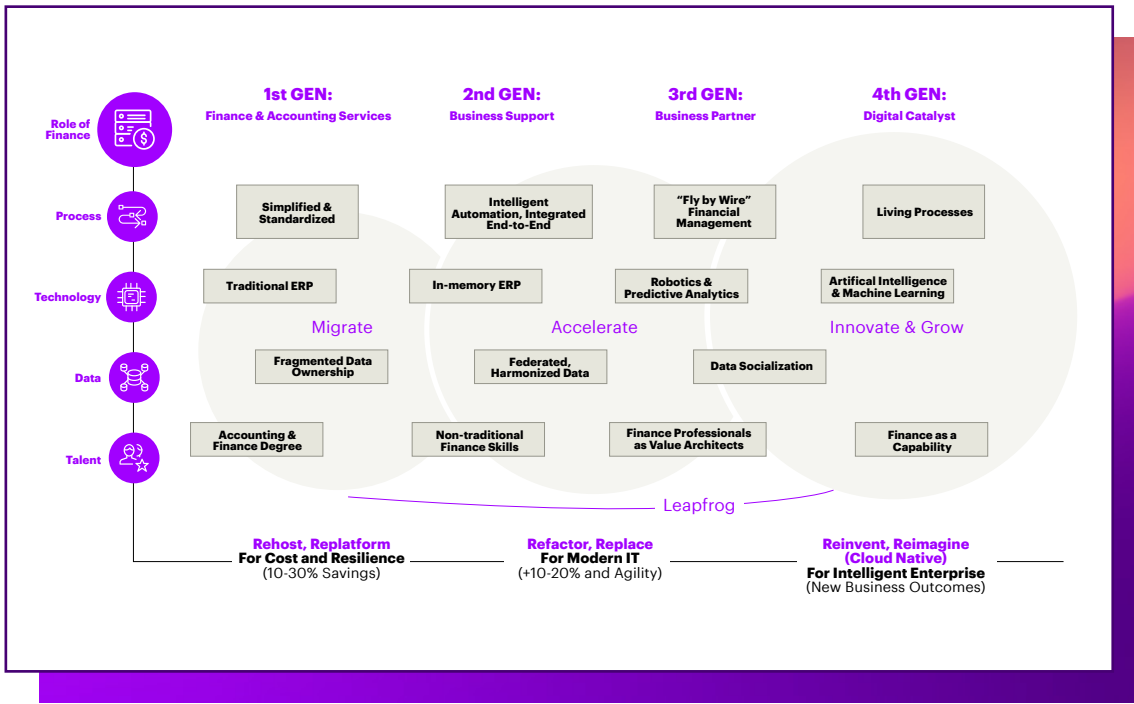 1st GEN:
Finance & Accounting Services
2nd GEN:
Business Support
3rd GEN:
Business Partner
4th GEN:
Digital Catalyst
Role of
Finance
Process
Simplified &
Standardized
Intelligent
Automation, Integrated
End-to-End
“Fly by Wire”
Financial
Management
Living Processes
Technology
Traditional ERP
In-memory ERP
Robotics &
Predictive Analytics
Artifical Intelligence
& Machine Learning
Migrate
Accelerate
Innovate & Grow
Data
Fragmented Data
Ownership
Federated,
Harmonized Data
Data Socialization
Talent
Accounting &
Finance Degree
Non-traditional
Finance Skills
Finance Professionals
as Value Architects
Finance as a
Capability
Leapfrog
Rehost, Replatform
For Cost and Resilience
(10-30% Savings)
Refactor, Replace
For Modern IT
(+10-20% and Agility)
Reinvent, Reimagine
(Cloud Native)
For Intelligent Enterprise
(New Business Outcomes)